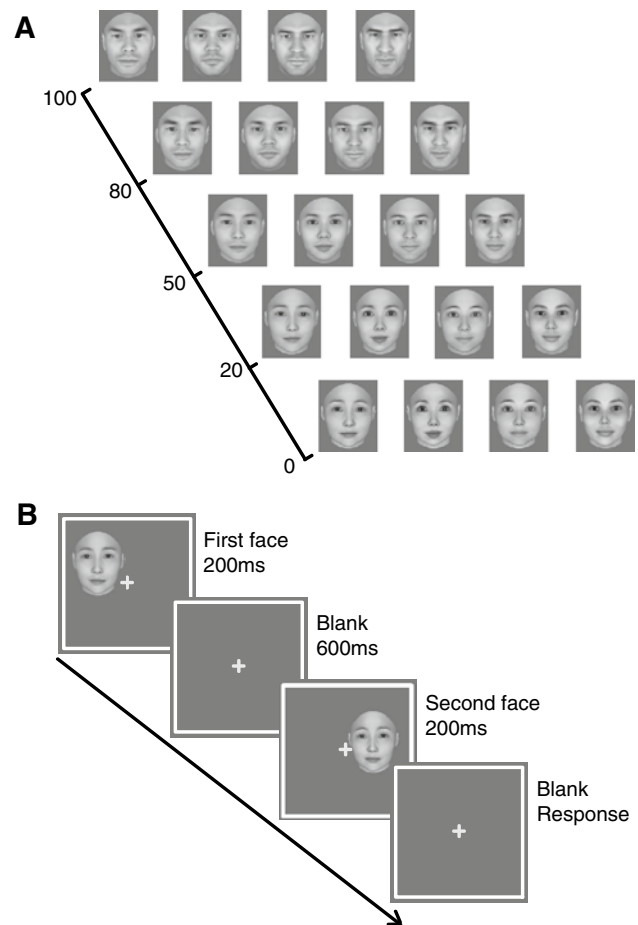 A
100
80
50
20
0
B
First face
200ms
Blank
600ms
Second face
200ms
Blank
Response